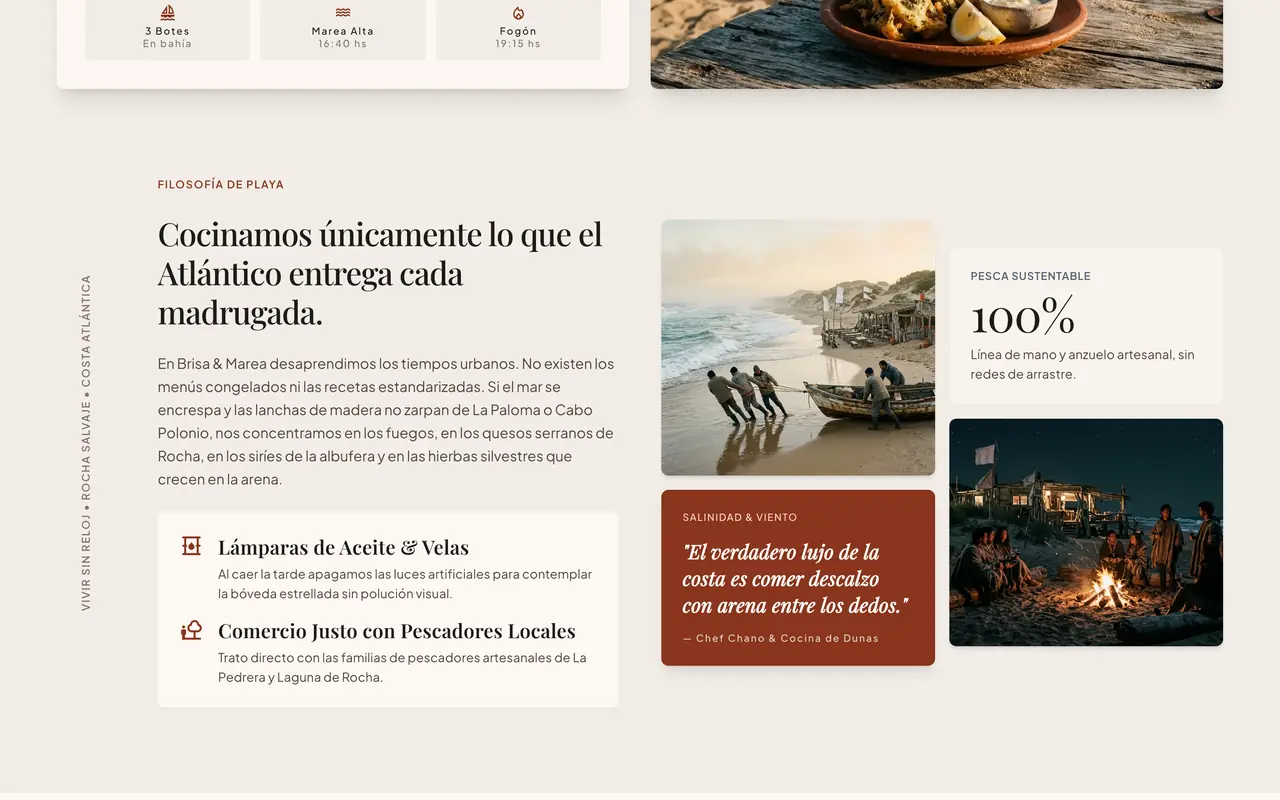 3 Botes
En bahía
Marea Alta
16:40 hs
Fogón
19:15 hs
VIVIR SIN RELOJ • ROCHA SALVAJE • COSTA ATLÁNTICA
FILOSOFÍA DE PLAYA
Cocinamos únicamente lo que el
Atlántico entrega cada
madrugada.
En Brisa & Marea desaprendimos los tiempos urbanos. No existen los
menús congelados ni las recetas estandarizadas. Si el mar se
encrespa y las lanchas de madera no zarpan de La Paloma o Cabo
Polonio, nos concentramos en los fuegos, en los quesos serranos de
Rocha, en los siríes de la albufera y en las hierbas silvestres que
crecen en la arena.
Lámparas de Aceite & Velas
Al caer la tarde apagamos las luces artificiales para contemplar
la bóveda estrellada sin polución visual.
Comercio Justo con Pescadores Locales
Trato directo con las familias de pescadores artesanales de La
Pedrera y Laguna de Rocha.
SALINIDAD & VIENTO
"El verdadero lujo de la
costa es comer descalzo
con arena entre los dedos."
— Chef Chano & Cocina de Dunas
PESCA SUSTENTABLE
100%
Línea de mano y anzuelo artesanal, sin
redes de arrastre.